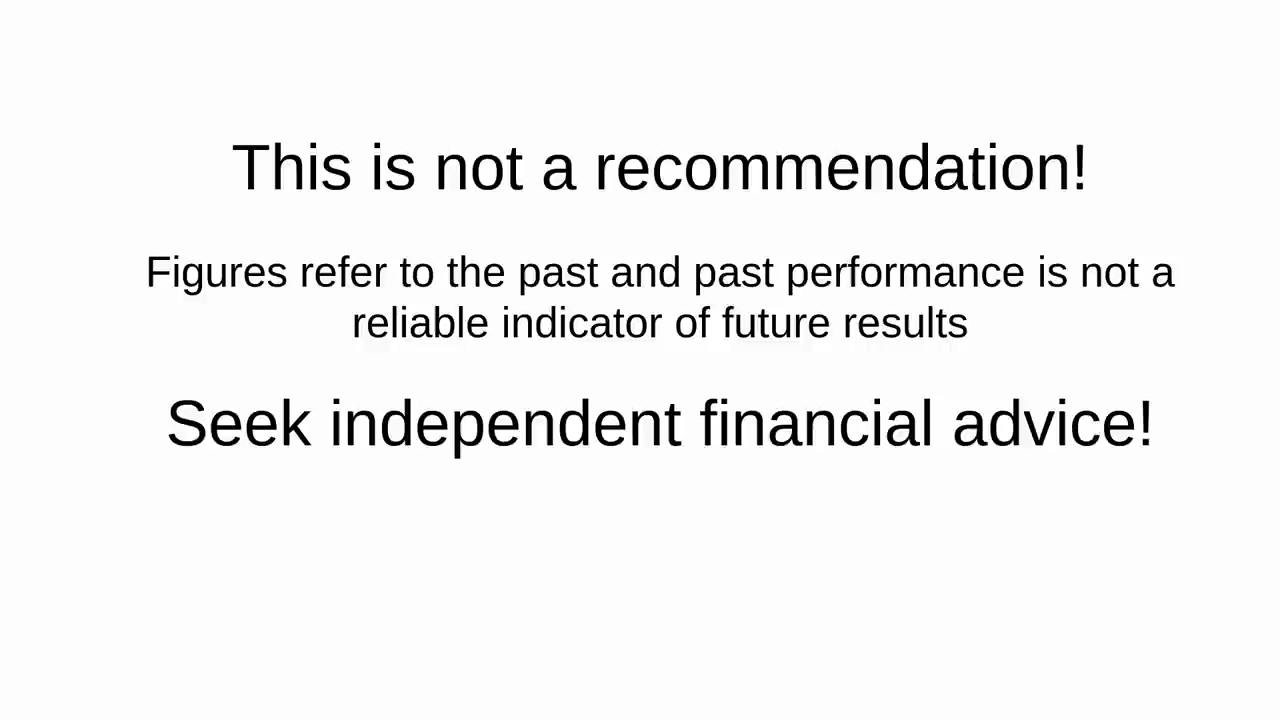 This is not a recommendation!
Figures refer to the past and past performance is not a
reliable indicator of future results
Seek independent financial advice!